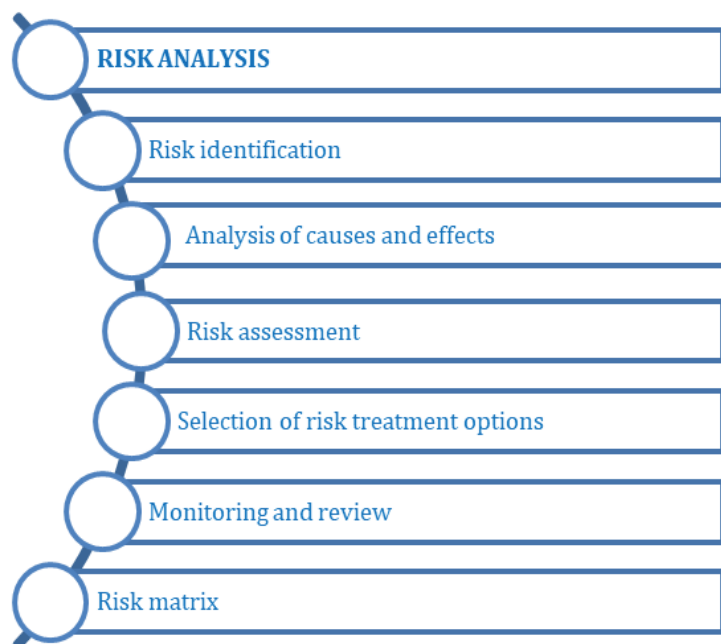 RISK ANALYSIS
Risk identification
Analysis of causes and effects
Risk assessment
Selection of risk treatment options
Monitoring and review
Risk matrix